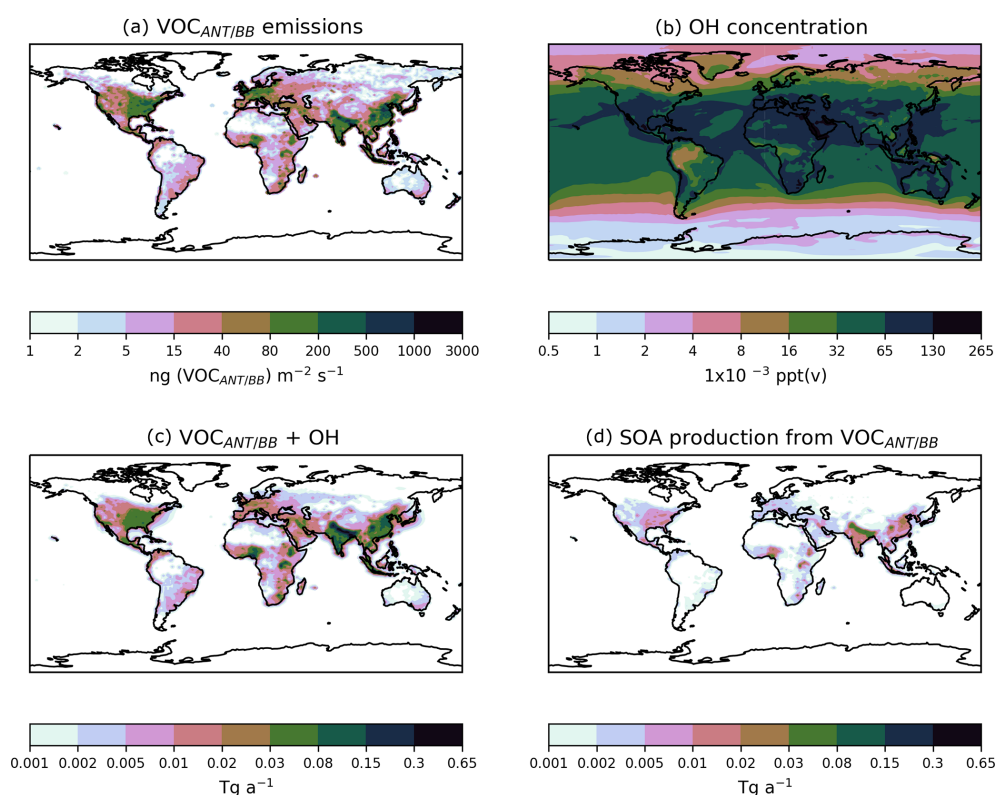 (a) VOC_ANT/BB emissions
(b) OH concentration
1 2 5 15 40 80 200 500 1000 3000
ng (VOC_ANT/BB) m⁻² s⁻¹
0.5 1 2 4 8 16 32 65 130 265
1x10 ⁻³ ppt(v)
(c) VOC_ANT/BB + OH
(d) SOA production from VOC_ANT/BB
0.001 0.002 0.005 0.01 0.02 0.03 0.08 0.15 0.3 0.65
Tg a⁻¹
0.001 0.002 0.005 0.01 0.02 0.03 0.08 0.15 0.3 0.65
Tg a⁻¹